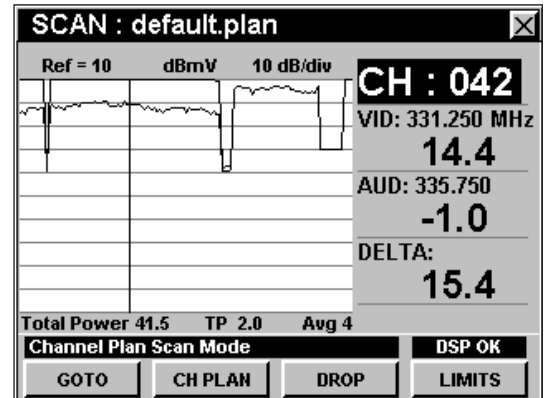 SCAN : default.plan
Ref = 10 dBmV 10 dB/div
CH : 042
VID: 331.250 MHz
14.4
AUD: 335.750
-1.0
DELTA:
15.4
Total Power 41.5 TP 2.0 Avg 4
Channel Plan Scan Mode DSP OK
GOTO CH PLAN DROP LIMITS